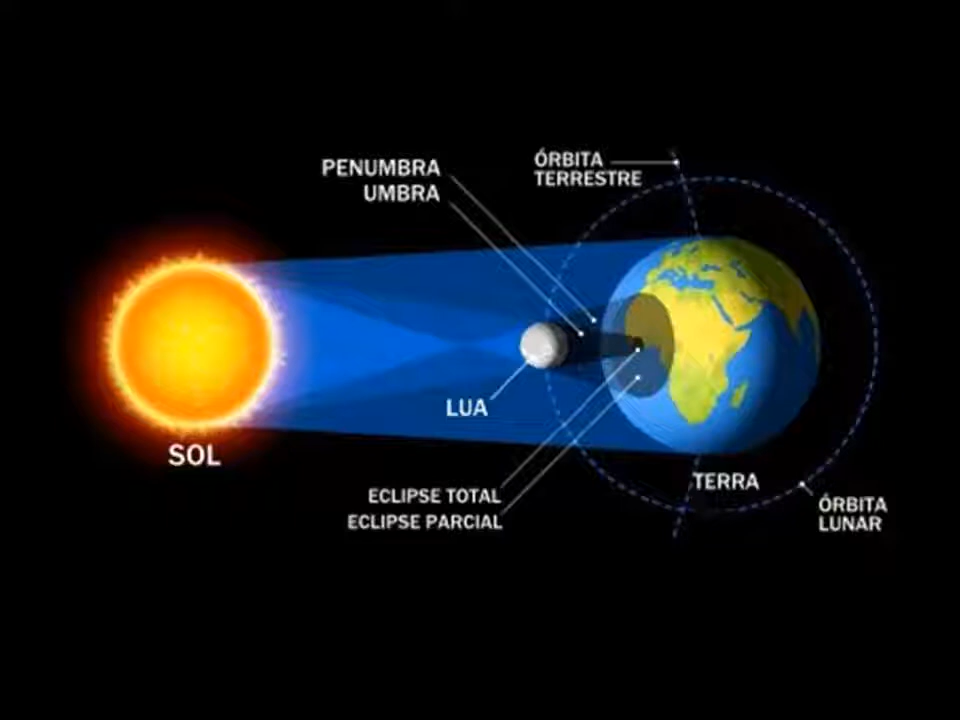 PENUMBRA
UMBRA
ÓRBITA
TERRESTRE
LUA
SOL
TERRA
ECLIPSE TOTAL
ECLIPSE PARCIAL
ÓRBITA
LUNAR